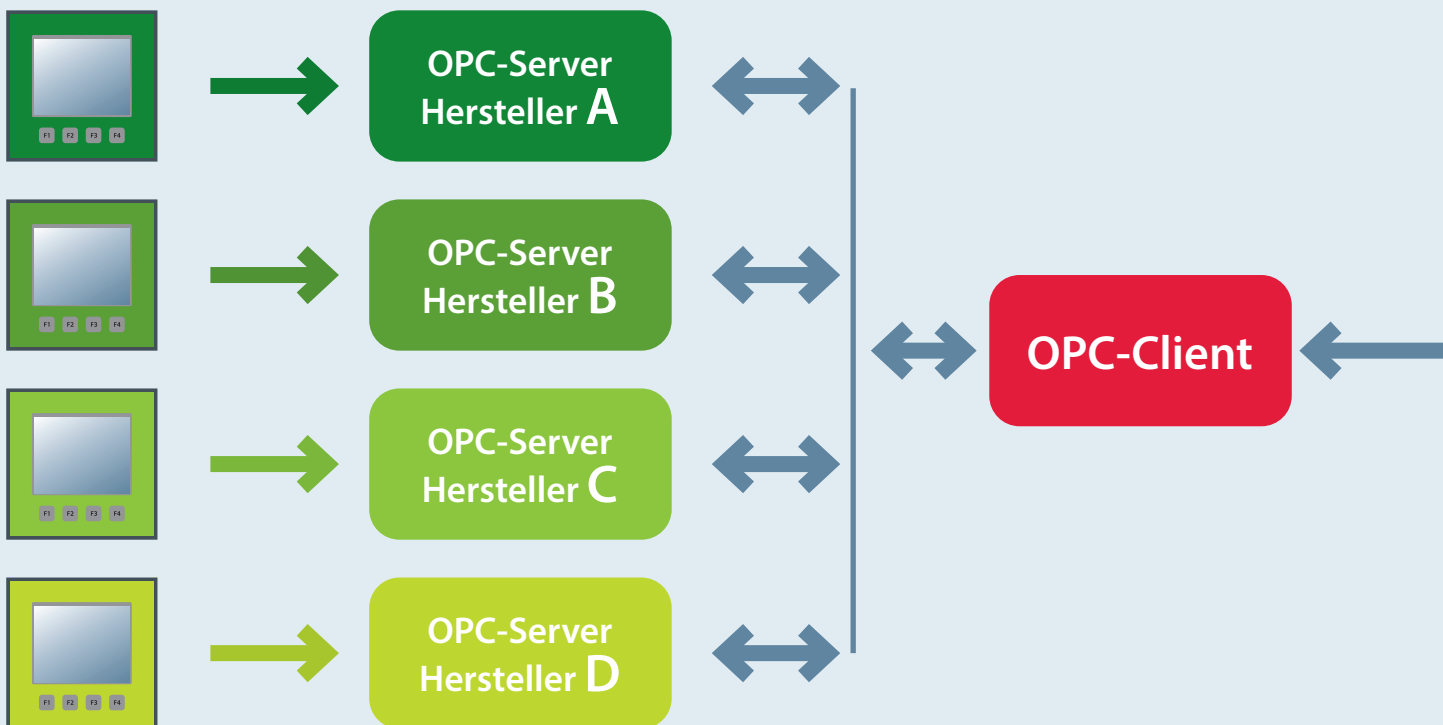 F1 F2 F3 F4
OPC-Server
Hersteller A
F1 F2 F3 F4
OPC-Server
Hersteller B
F1 F2 F3 F4
OPC-Server
Hersteller C
F1 F2 F3 F4
OPC-Server
Hersteller D
OPC-Client